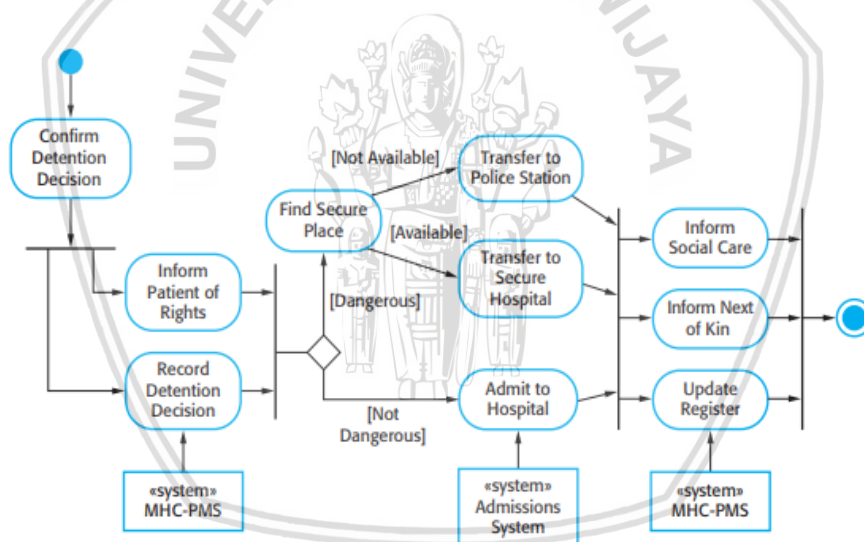 UNIVER
WIJAYA
Confirm
Detention
Decision
Inform
Patient of
Rights
Record
Detention
Decision
«system»
MHC-PMS
Find Secure
Place
[Not Available]
[Available]
[Dangerous]
[Not
Dangerous]
Transfer to
Police Station
Transfer to
Secure
Hospital
Admit to
Hospital
«system»
Admissions
System
Inform
Social Care
Inform Next
of Kin
Update
Register
«system»
MHC-PMS